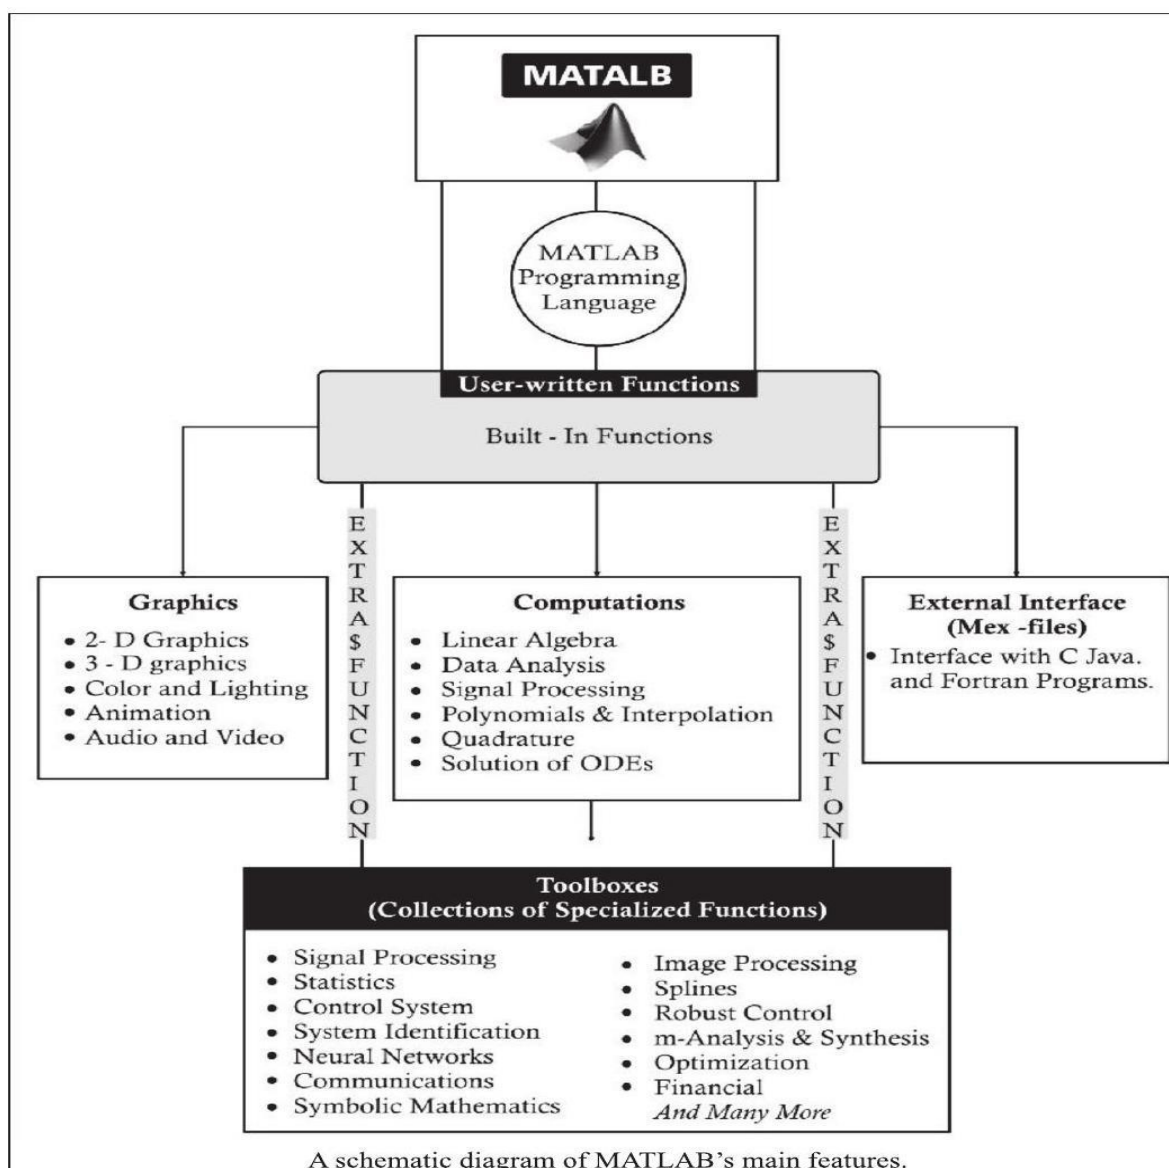 MATALB
MATLAB
Programming
Language
User-written Functions
Built - In Functions
EXTRA$FUNCTION
EXTRA$FUNCTION
Graphics
• 2- D Graphics
• 3 - D graphics
• Color and Lighting
• Animation
• Audio and Video
Computations
• Linear Algebra
• Data Analysis
• Signal Processing
• Polynomials & Interpolation
• Quadrature
• Solution of ODEs
External Interface
(Mex -files)
• Interface with C Java.
and Fortran Programs.
Toolboxes
(Collections of Specialized Functions)
• Signal Processing
• Statistics
• Control System
• System Identification
• Neural Networks
• Communications
• Symbolic Mathematics
• Image Processing
• Splines
• Robust Control
• m-Analysis & Synthesis
• Optimization
• Financial
And Many More
A schematic diagram of MATLAB's main features.